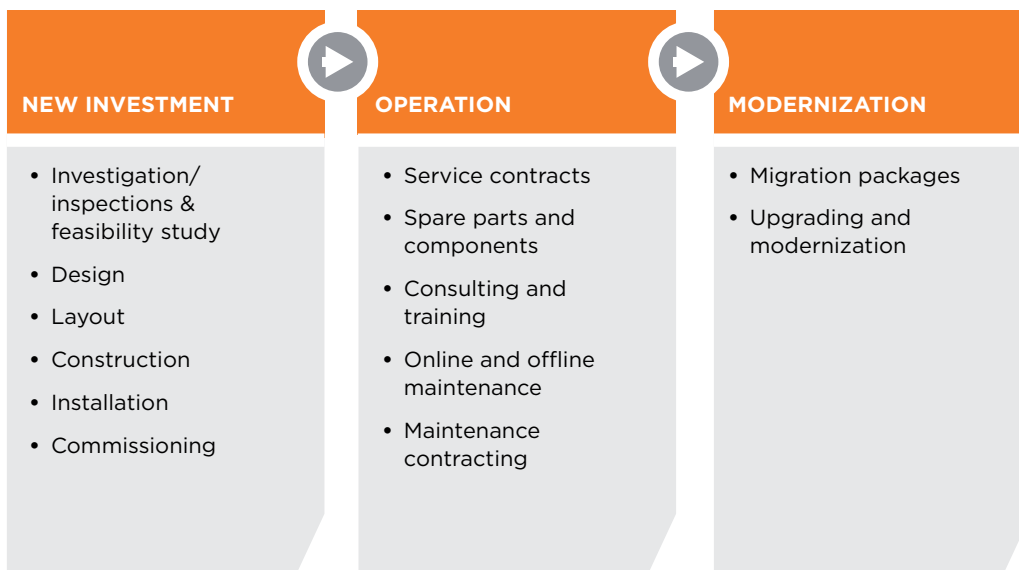 NEW INVESTMENT
• Investigation/
inspections &
feasibility study
• Design
• Layout
• Construction
• Installation
• Commissioning
OPERATION
• Service contracts
• Spare parts and
components
• Consulting and
training
• Online and offline
maintenance
• Maintenance
contracting
MODERNIZATION
• Migration packages
• Upgrading and
modernization